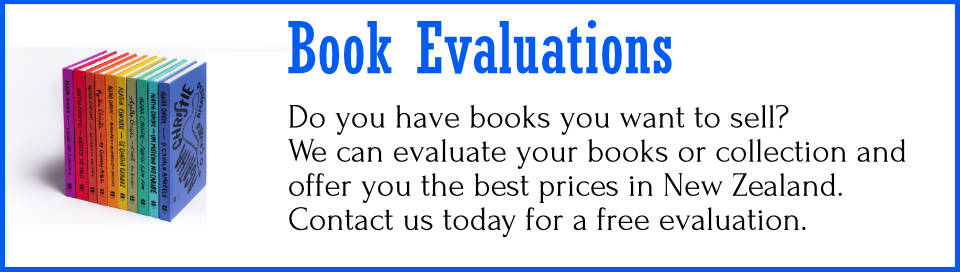 Book Evaluations
Do you have books you want to sell?
We can evaluate your books or collection and
offer you the best prices in New Zealand.
Contact us today for a free evaluation.
CHRISTIE